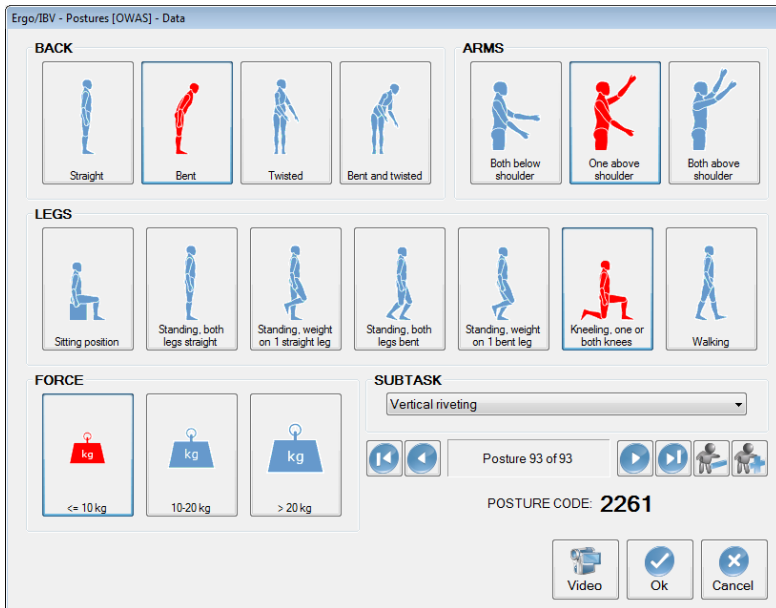 Ergo/IBV - Postures [OWAS] - Data
BACK
Straight
Bent
Twisted
Bent and twisted
ARMS
Both below
shoulder
One above
shoulder
Both above
shoulder
LEGS
Sitting position
Standing, both
legs straight
Standing, weight
on 1 straight leg
Standing, both
legs bent
Standing, weight
on 1 bent leg
Kneeling, one or
both knees
Walking
FORCE
kg
<= 10 kg
kg
10-20 kg
kg
> 20 kg
SUBTASK
Vertical riveting
Posture 93 of 93
POSTURE CODE: 2261
Video
Ok
Cancel